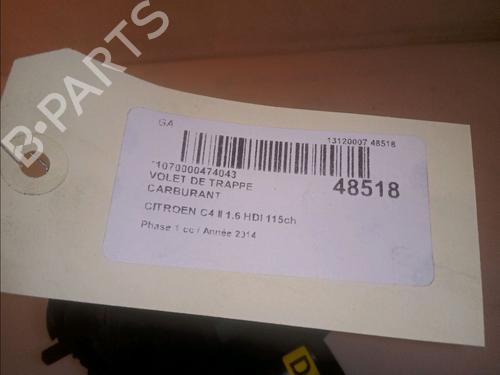 B-PARTS
GA
13120007 48518
1070000474043
48518
VOLET DE TRAPPE
CARBURANT
CITROEN C4 II 1.6 HDI 115ch
Phase 1 cc / Année 2014
D